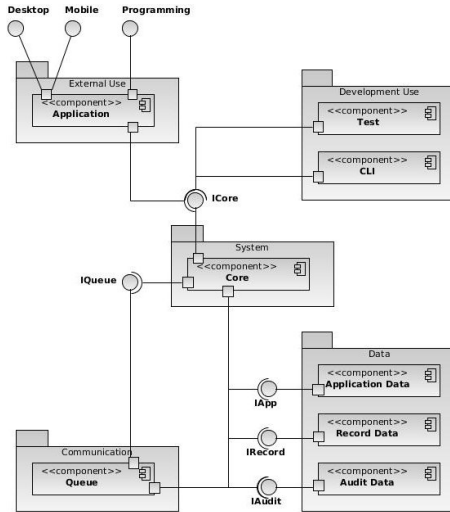 Desktop Mobile Programming
External Use
<<component>>
Application
Development Use
<<component>>
Test
<<component>>
CLI
ICore
System
<<component>>
Core
IQueue
Data
<<component>>
Application Data
IApp
<<component>>
Record Data
IRecord
<<component>>
Audit Data
IAudit
Communication
<<component>>
Queue